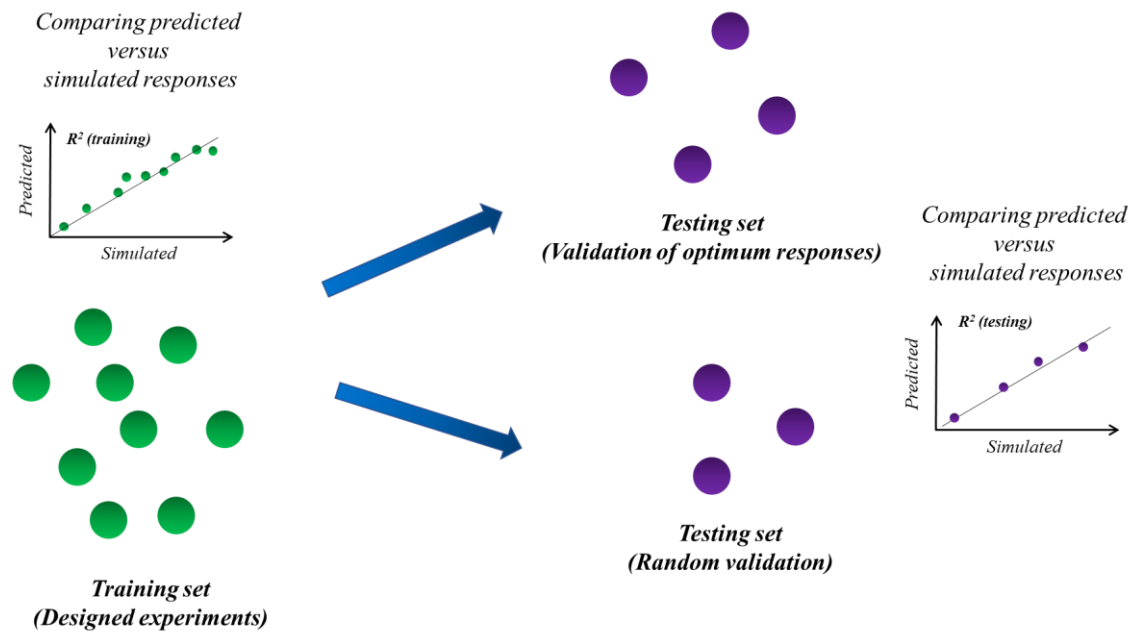 Comparing predicted
versus
simulated responses
R² (training)
Predicted
Simulated
Training set
(Designed experiments)
Testing set
(Validation of optimum responses)
Testing set
(Random validation)
Comparing predicted
versus
simulated responses
R² (testing)
Predicted
Simulated